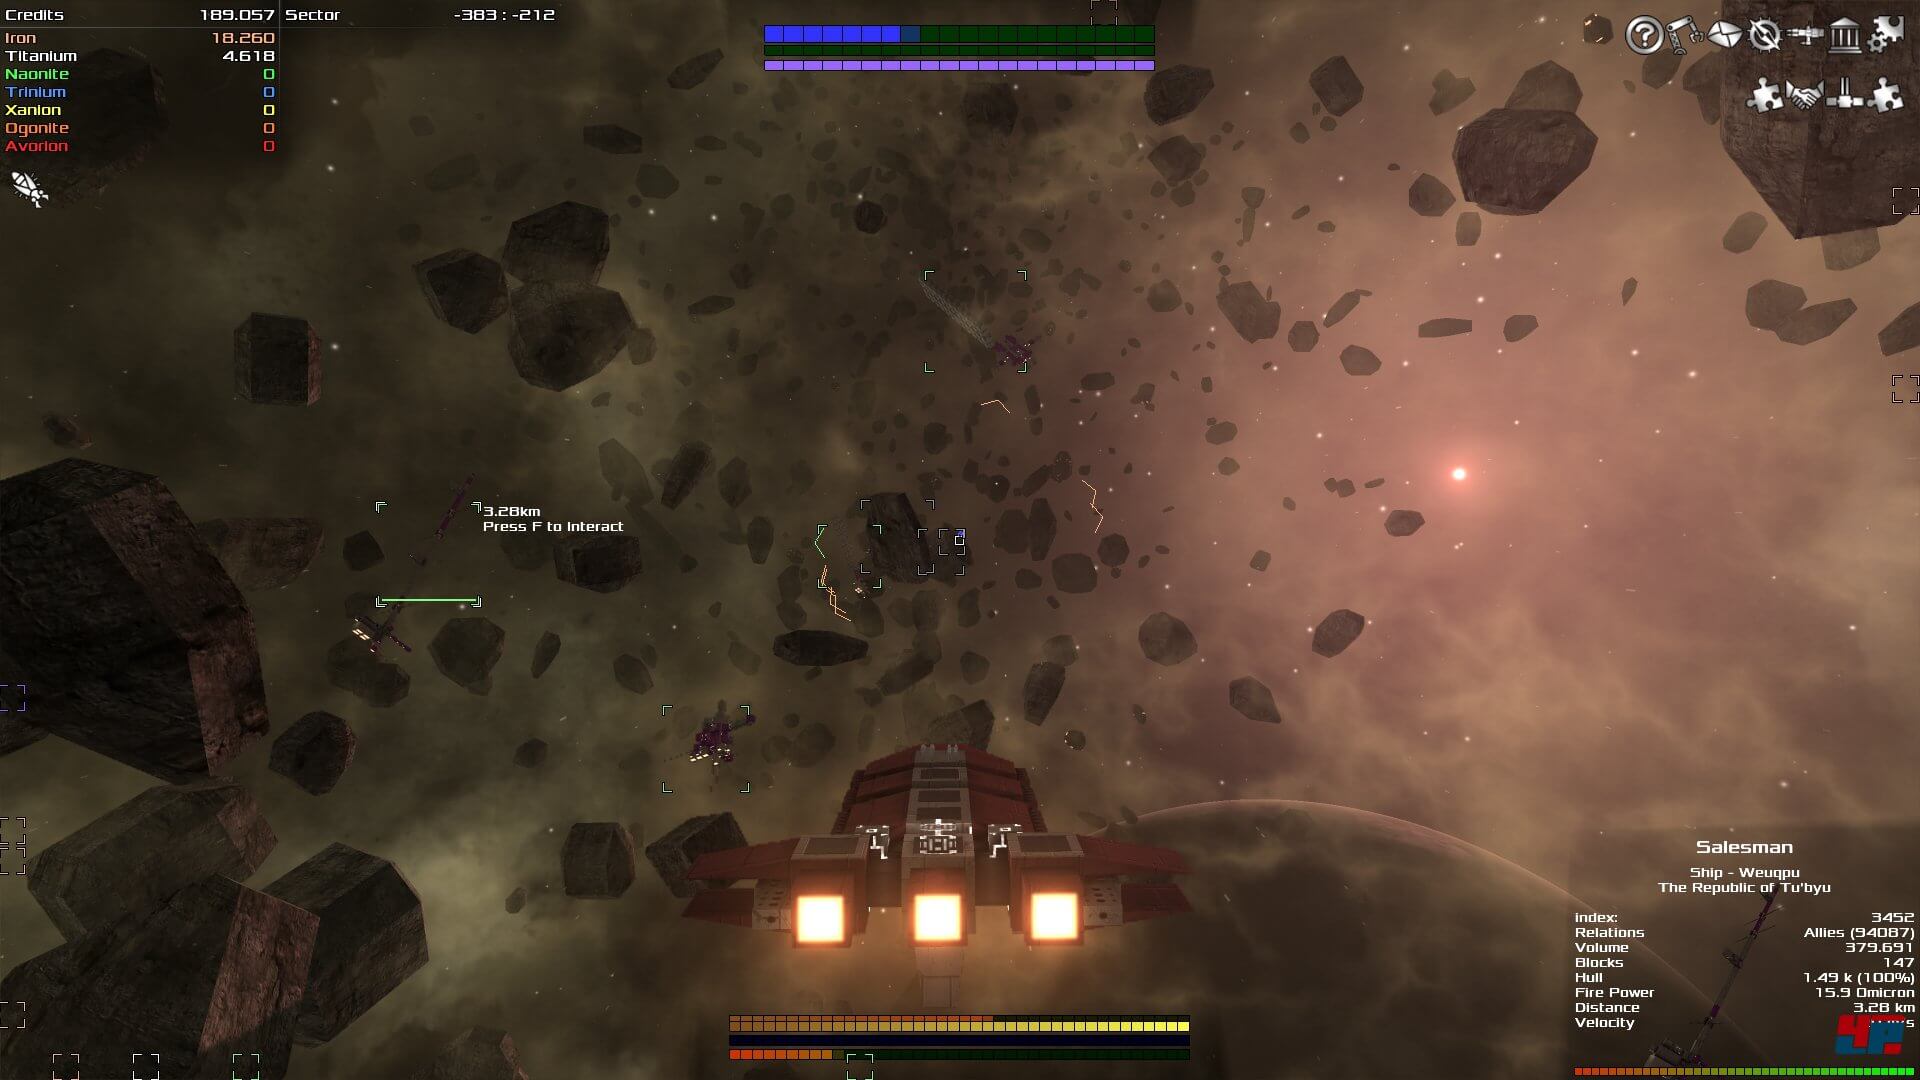 Credits 189.057
Sector -383 : -212
Iron 18.260
Titanium 4.618
Naonite 0
Trinium 0
Xanion 0
Ogonite 0
Avorion 0
3.28km
Press F to Interact
Salesman
Ship - Weuqpu
The Republic of Tu'byu
index: 3452
Relations Allies (94087)
Volume 379.691
Blocks 147
Hull 1.49 k (100%)
Fire Power 15.9 Omicron
Distance 3.28 km
Velocity
4P